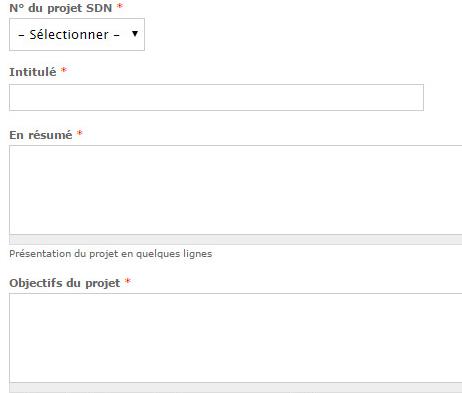 N° du projet SDN *
– Sélectionner –
Intitulé *
En résumé *
Présentation du projet en quelques lignes
Objectifs du projet *